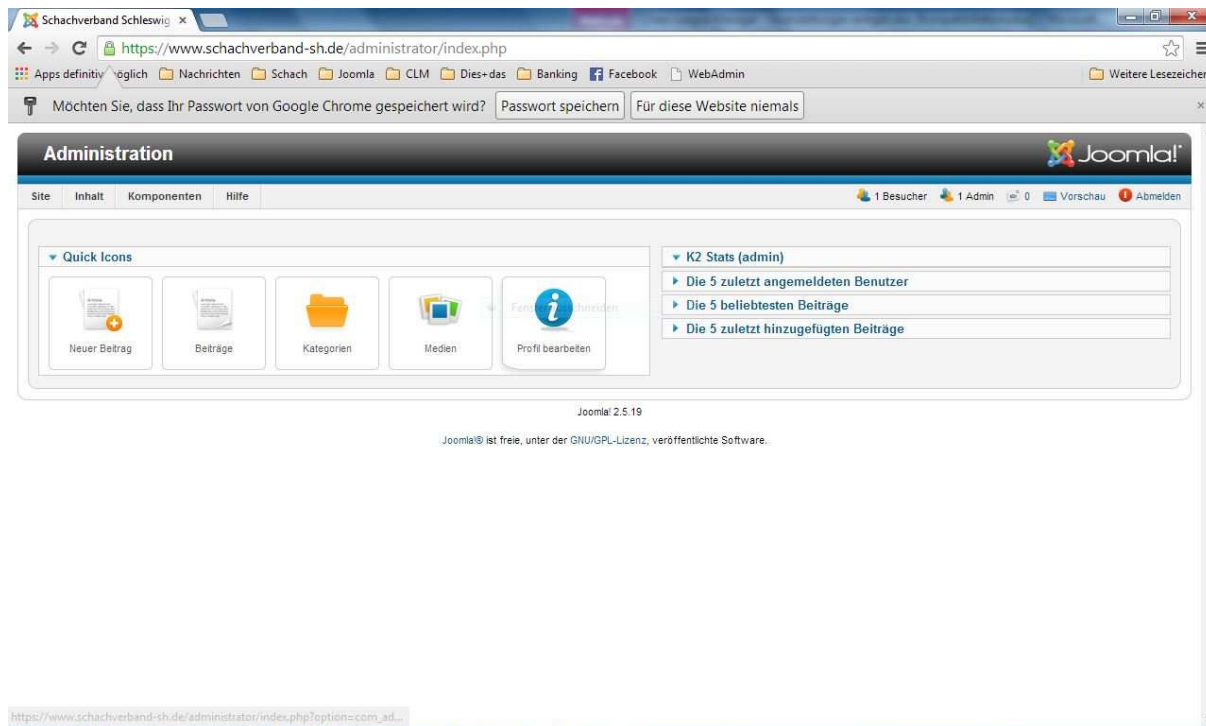 Schachverband Schleswig
https://www.schachverband-sh.de/administrator/index.php
Apps definitiv möglich Nachrichten Schach Joomla CLM Dies+das Banking Facebook WebAdmin Weitere Lesezeichen
Möchten Sie, dass Ihr Passwort von Google Chrome gespeichert wird? Passwort speichern Für diese Website niemals
Administration Joomla!
Site Inhalt Komponenten Hilfe 1 Besucher 1 Admin 0 Vorschau Abmelden
Quick Icons K2 Stats (admin)
Die 5 zuletzt angemeldeten Benutzer
Die 5 beliebtesten Beiträge
Die 5 zuletzt hinzugefügten Beiträge
Neuer Beitrag Beiträge Kategorien Medien Profil bearbeiten
Joomla! 2.5.19
Joomla!® ist freie, unter der GNU/GPL-Lizenz, veröffentlichte Software.
https://www.schachverband-sh.de/administrator/index.php?option=com_ad...